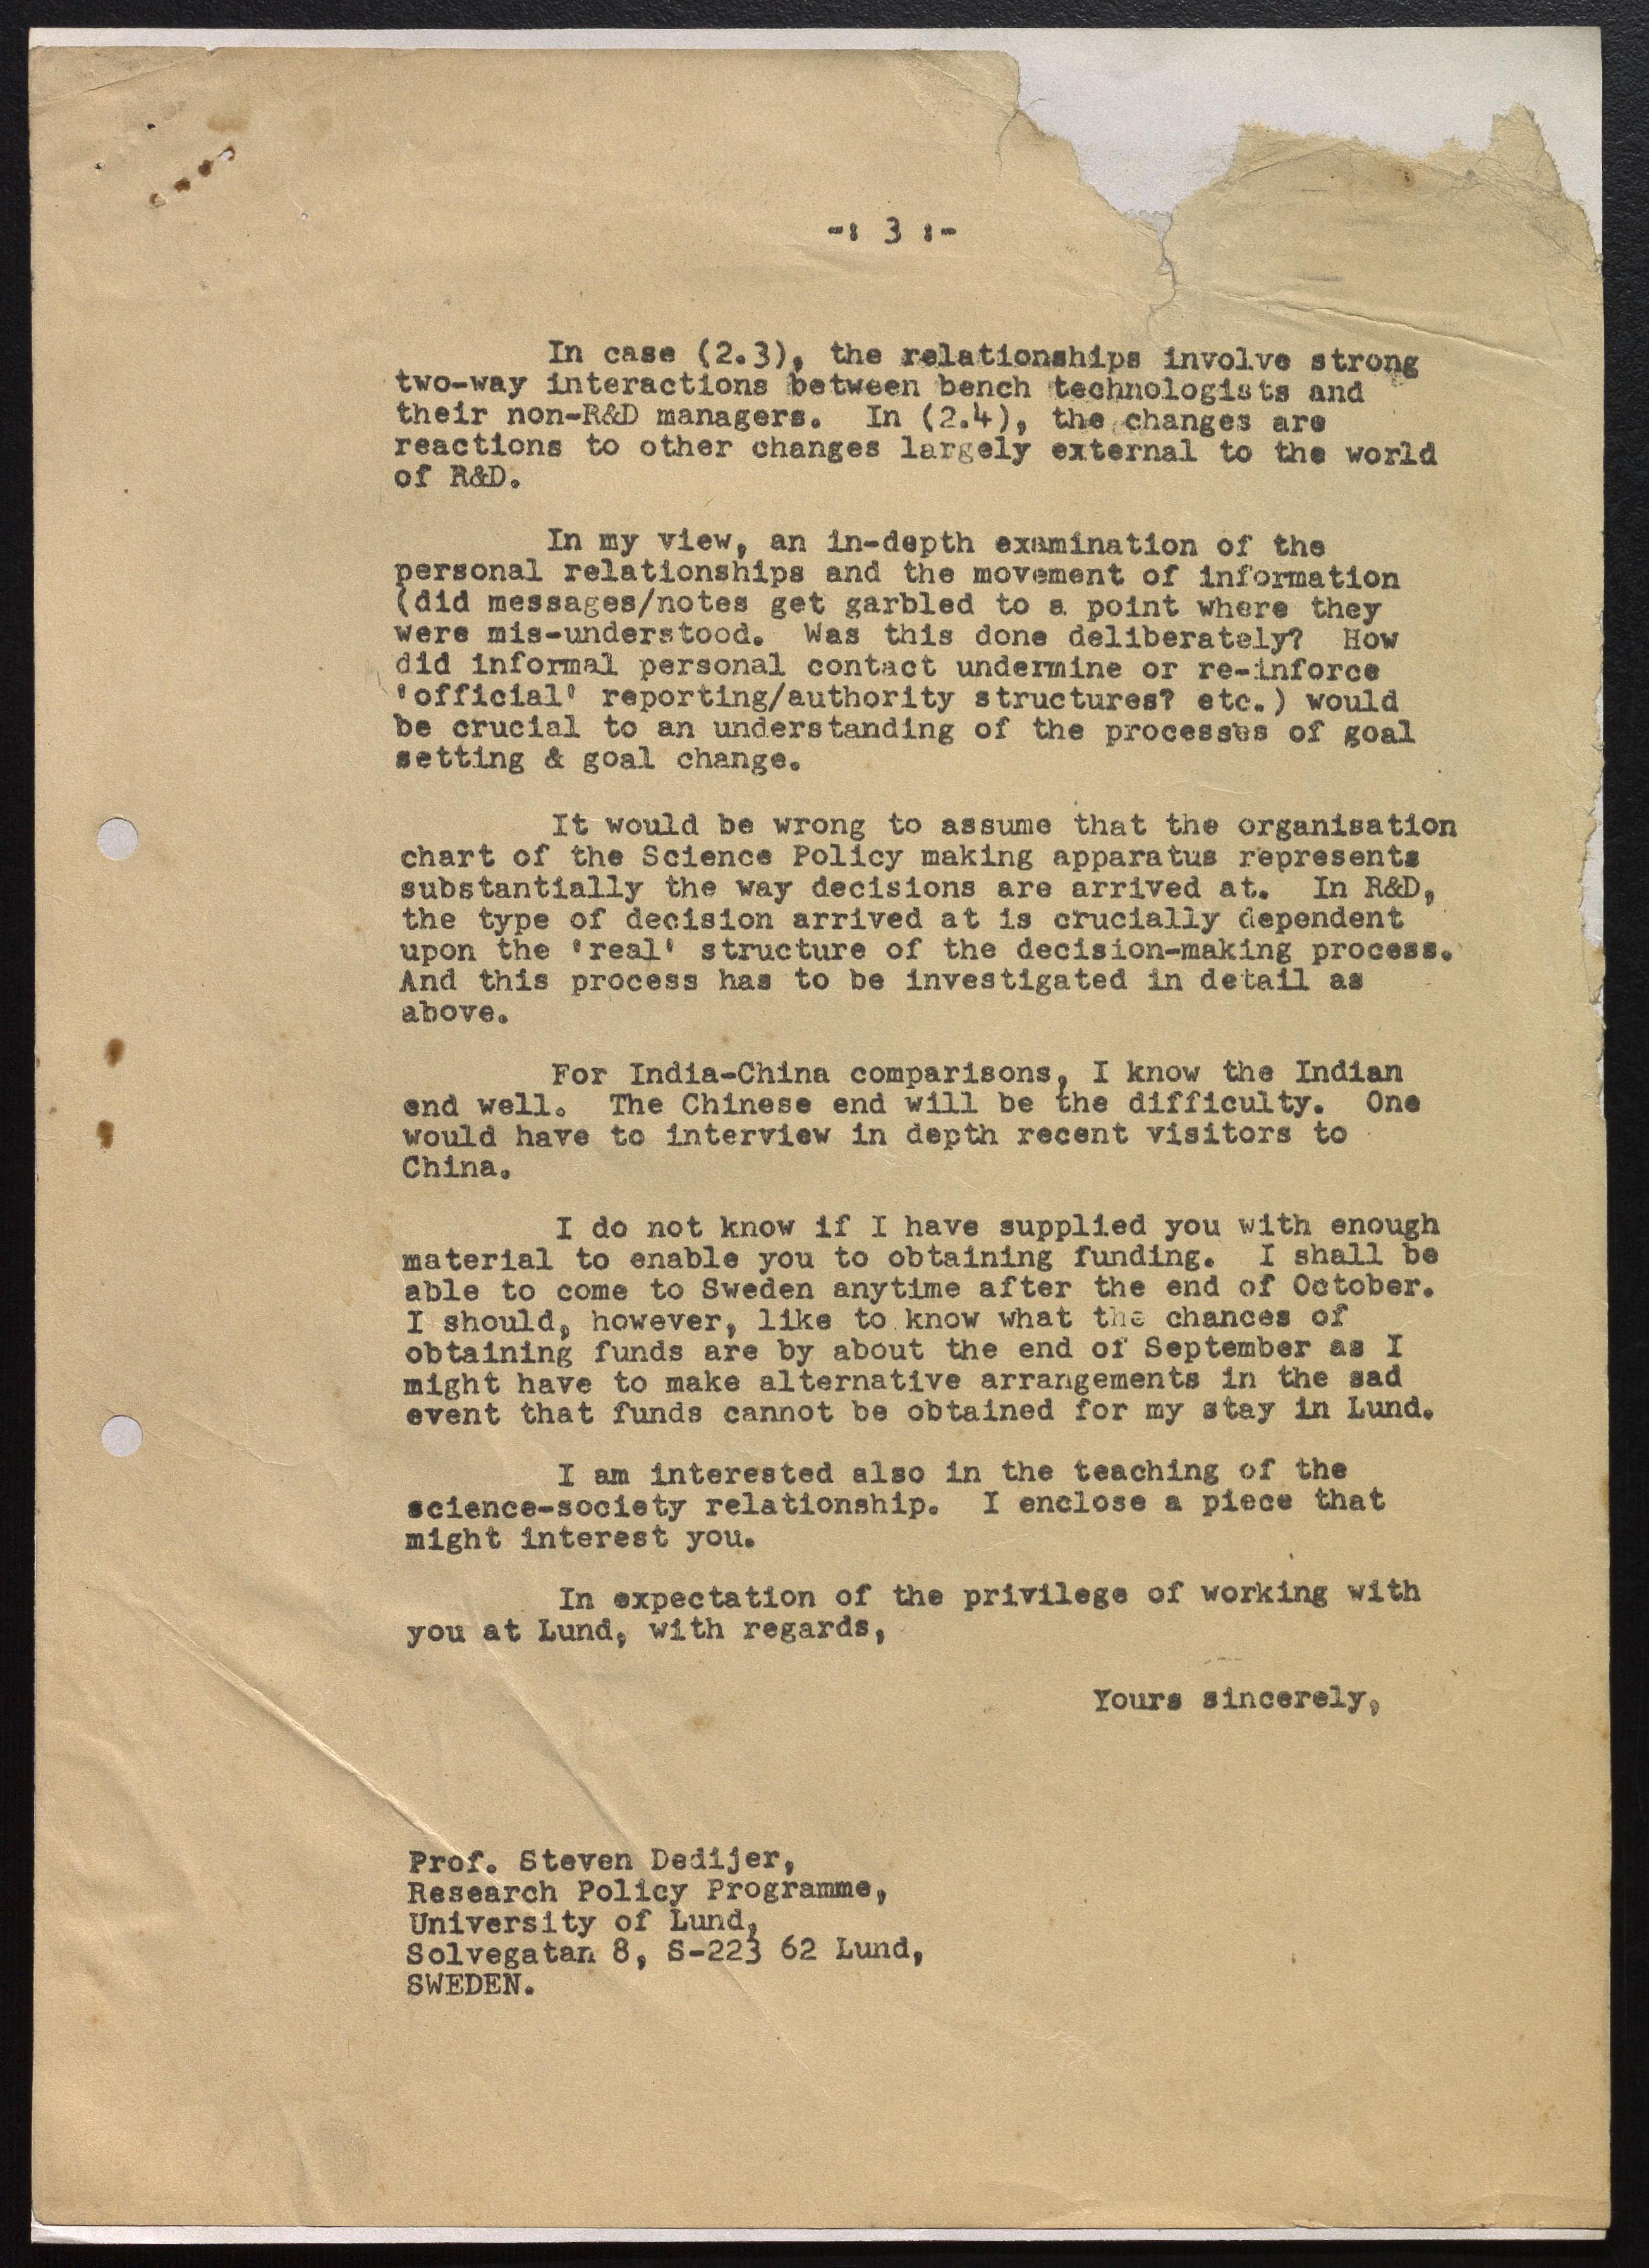 -: 3 :-
In case (2.3), the relationships involve strong
two-way interactions between bench technologists and
their non-R&D managers. In (2.4), the changes are
reactions to other changes largely external to the world
of R&D.
In my view, an in-depth examination of the
personal relationships and the movement of information
(did messages/notes get garbled to a point where they
were mis-understood. Was this done deliberately? How
did informal personal contact undermine or re-inforce
'official' reporting/authority structures? etc.) would
be crucial to an understanding of the processes of goal
setting & goal change.
It would be wrong to assume that the organisation
chart of the Science Policy making apparatus represents
substantially the way decisions are arrived at. In R&D,
the type of decision arrived at is crucially dependent
upon the 'real' structure of the decision-making process.
And this process has to be investigated in detail as
above.
For India-China comparisons, I know the Indian
end well. The Chinese end will be the difficulty. One
would have to interview in depth recent visitors to
China.
I do not know if I have supplied you with enough
material to enable you to obtaining funding. I shall be
able to come to Sweden anytime after the end of October.
I should, however, like to know what the chances of
obtaining funds are by about the end of September as I
might have to make alternative arrangements in the sad
event that funds cannot be obtained for my stay in Lund.
I am interested also in the teaching of the
science-society relationship. I enclose a piece that
might interest you.
In expectation of the privilege of working with
you at Lund, with regards,
Yours sincerely,
Prof. Steven Dedijer,
Research Policy Programme,
University of Lund,
Solvegatan 8, S-223 62 Lund,
SWEDEN.